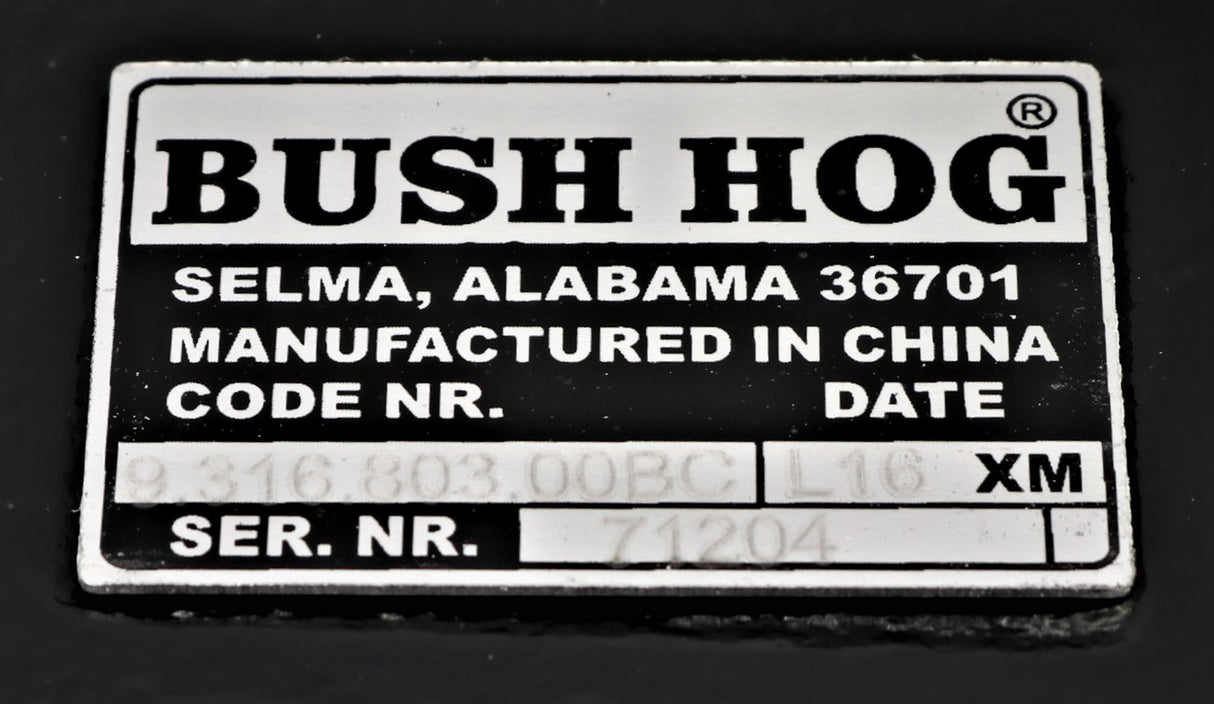 BUSH HOG®
SELMA, ALABAMA 36701
MANUFACTURED IN CHINA
CODE NR. DATE
9.316.803.00BC L16 XM
SER. NR. 71204